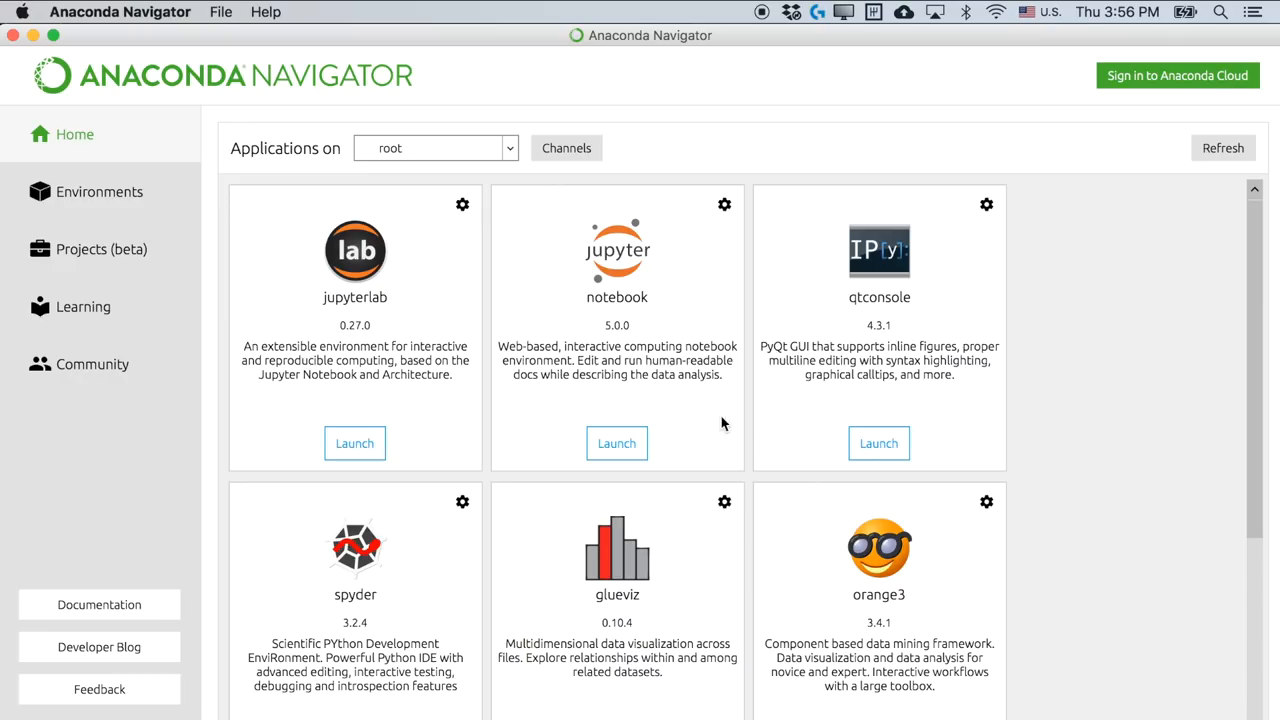 Anaconda Navigator File Help U.S. Thu 3:56 PM
Anaconda Navigator
ANACONDA NAVIGATOR
Sign in to Anaconda Cloud
Home
Environments
Projects (beta)
Learning
Community
Documentation
Developer Blog
Feedback
Applications on root Channels Refresh
lab
jupyterlab
0.27.0
An extensible environment for interactive
and reproducible computing, based on the
Jupyter Notebook and Architecture.
Launch
jupyter
notebook
5.0.0
Web-based, interactive computing notebook
environment. Edit and run human-readable
docs while describing the data analysis.
Launch
IP[y]:
qtconsole
4.3.1
PyQt GUI that supports inline figures, proper
multiline editing with syntax highlighting,
graphical calltips, and more.
Launch
spyder
3.2.4
Scientific PYthon Development
EnviRonment. Powerful Python IDE with
advanced editing, interactive testing,
debugging and introspection features
glueviz
0.10.4
Multidimensional data visualization across
files. Explore relationships within and among
related datasets.
orange3
3.4.1
Component based data mining framework.
Data visualization and data analysis for
novice and expert. Interactive workflows
with a large toolbox.